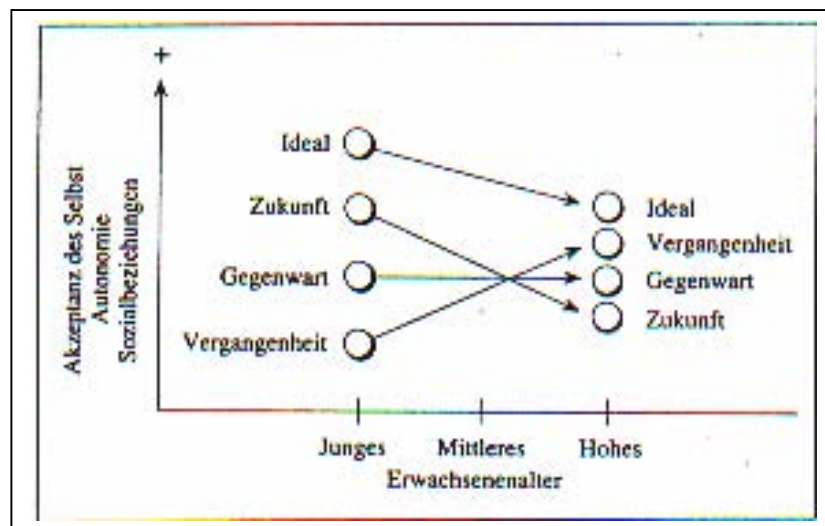 +
Akzeptanz des Selbst
Autonomie
Sozialbeziehungen
Ideal
Zukunft
Gegenwart
Vergangenheit
Ideal
Vergangenheit
Gegenwart
Zukunft
Junges Mittleres Hohes
Erwachsenenalter